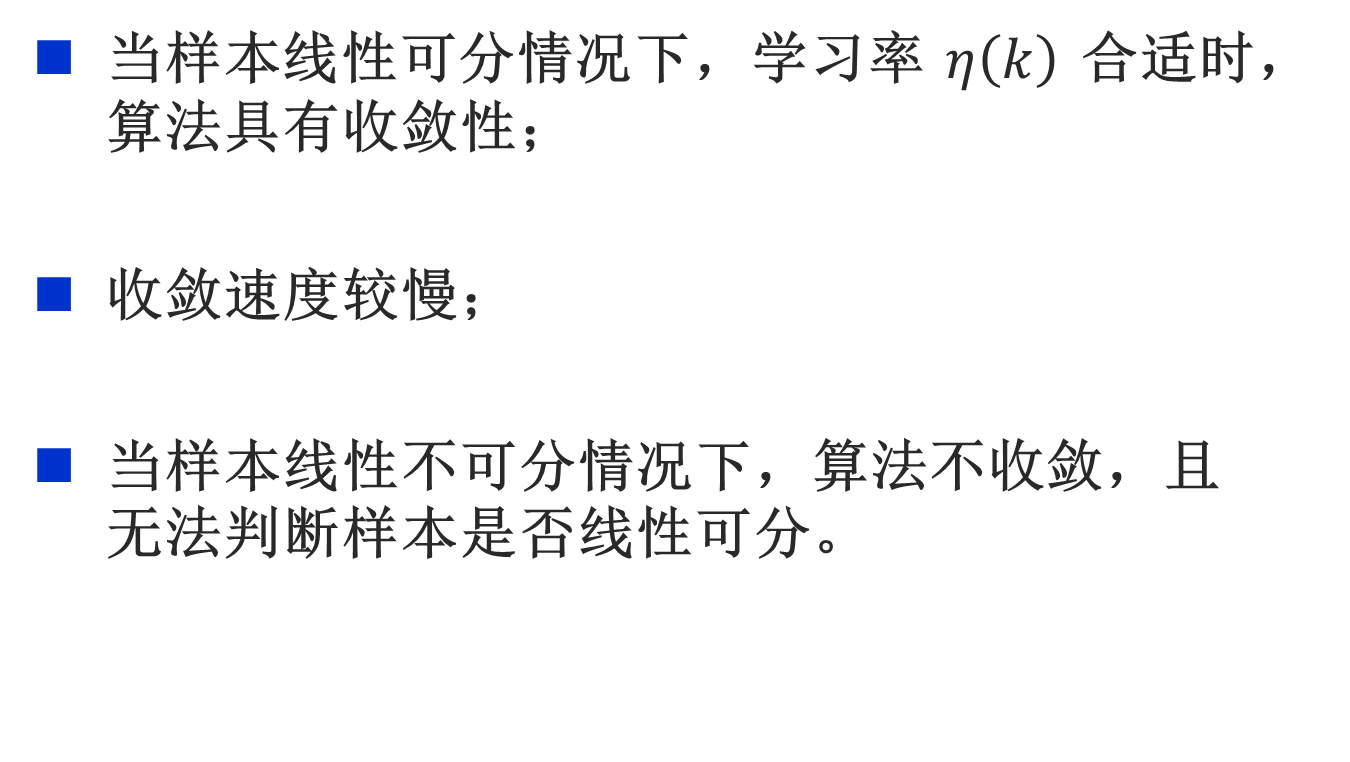 当样本线性可分情况下，学习率 η(k) 合适时，
算法具有收敛性；
收敛速度较慢；
当样本线性不可分情况下，算法不收敛，且
无法判断样本是否线性可分。